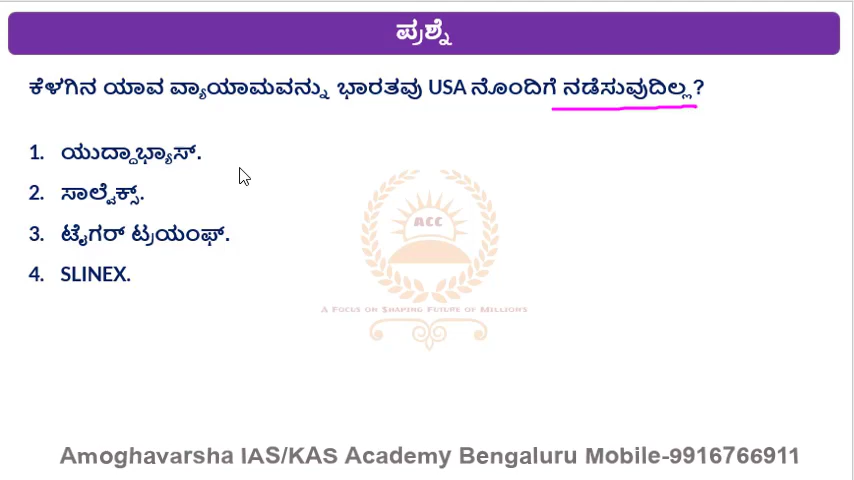 ಪ್ರಶ್ನೆ
ಕೆಳಗಿನ ಯಾವ ವ್ಯಾಯಾಮವನ್ನು ಭಾರತವು USA ನೊಂದಿಗೆ ನಡೆಸುವುದಿಲ್ಲ?
1. ಯುದ್ಧಾಭ್ಯಾಸ್.
2. ಸಾಲ್ವೆಕ್ಸ್.
3. ಟೈಗರ್ ಟ್ರಯಂಫ್.
4. SLINEX.
ACC
A FOCUS ON SHAPING FUTURE OF MILLIONS
Amoghavarsha IAS/KAS Academy Bengaluru Mobile-9916766911